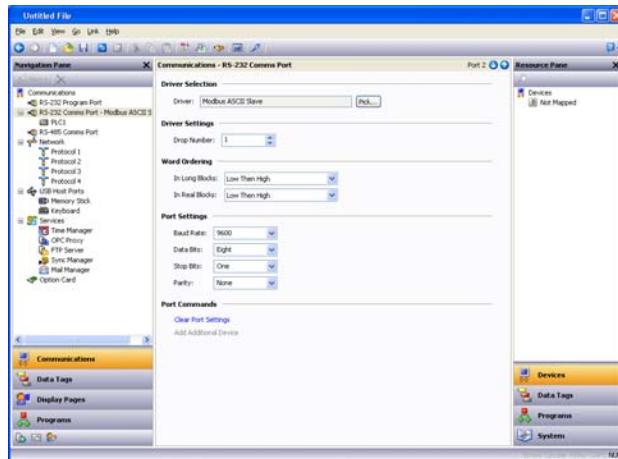 Untitled File
File Edit View Go Link Help
Navigation Pane
Communications
RS-232 Program Port
RS-232 Comms Port - Modbus ASCII S
PLC1
RS-485 Comms Port
Network
Protocol 1
Protocol 2
Protocol 3
Protocol 4
USB Host Ports
Memory Stick
Keyboard
Services
Time Manager
OPC Proxy
FTP Server
Sync Manager
Mail Manager
Option Card
Communications
Data Tags
Display Pages
Programs
Communications - RS-232 Comms Port Port 2
Driver Selection
Driver: Modbus ASCII Slave Pick...
Driver Settings
Drop Number: 1
Word Ordering
In Long Blocks: Low Then High
In Real Blocks: Low Then High
Port Settings
Baud Rate: 9600
Data Bits: Eight
Stop Bits: One
Parity: None
Port Commands
Clear Port Settings
Add Additional Device
Resource Pane
Devices
Not Mapped
Devices
Data Tags
Programs
System